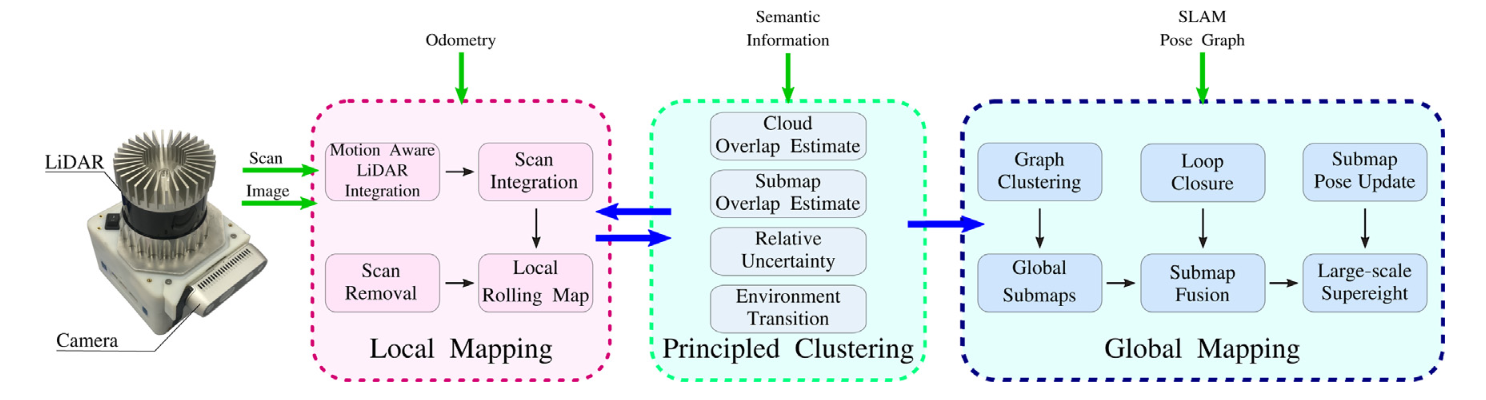 Odometry
Semantic
Information
SLAM
Pose Graph
LiDAR
Camera
Scan
Image
Motion Aware
LiDAR
Integration
Scan
Integration
Scan
Removal
Local
Rolling Map
Local Mapping
Cloud
Overlap Estimate
Submap
Overlap Estimate
Relative
Uncertainty
Environment
Transition
Principled Clustering
Graph
Clustering
Loop
Closure
Submap
Pose Update
Global
Submaps
Submap
Fusion
Large-scale
Supereight
Global Mapping